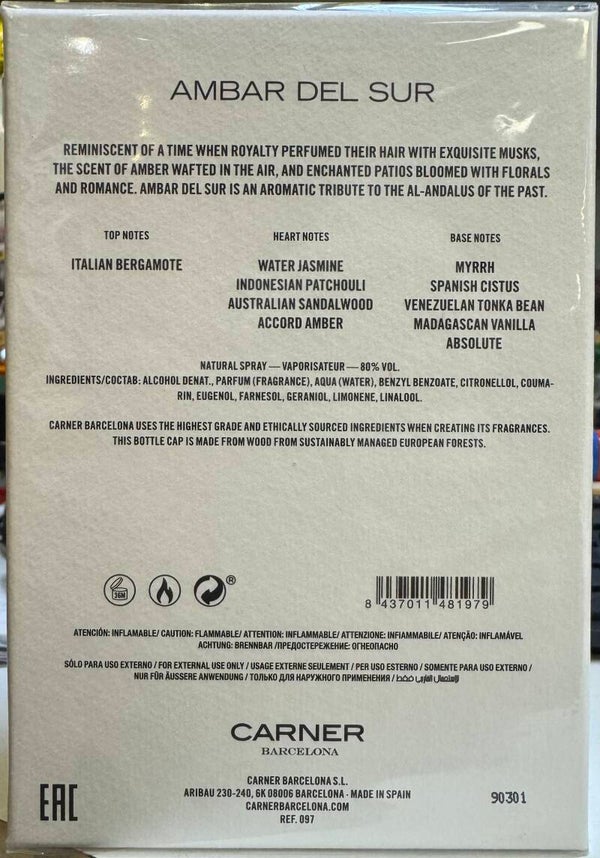 AMBAR DEL SUR
REMINISCENT OF A TIME WHEN ROYALTY PERFUMED THEIR HAIR WITH EXQUISITE MUSKS,
THE SCENT OF AMBER WAFTED IN THE AIR, AND ENCHANTED PATIOS BLOOMED WITH FLORALS
AND ROMANCE. AMBAR DEL SUR IS AN AROMATIC TRIBUTE TO THE AL-ANDALUS OF THE PAST.
TOP NOTES
ITALIAN BERGAMOTE
HEART NOTES
WATER JASMINE
INDONESIAN PATCHOULI
AUSTRALIAN SANDALWOOD
ACCORD AMBER
BASE NOTES
MYRRH
SPANISH CISTUS
VENEZUELAN TONKA BEAN
MADAGASCAN VANILLA
ABSOLUTE
NATURAL SPRAY — VAPORISATEUR — 80% VOL.
INGREDIENTS/COCTAB: ALCOHOL DENAT., PARFUM (FRAGRANCE), AQUA (WATER), BENZYL BENZOATE, CITRONELLOL, COUMA-
RIN, EUGENOL, FARNESOL, GERANIOL, LIMONENE, LINALOOL.
CARNER BARCELONA USES THE HIGHEST GRADE AND ETHICALLY SOURCED INGREDIENTS WHEN CREATING ITS FRAGRANCES.
THIS BOTTLE CAP IS MADE FROM WOOD FROM SUSTAINABLY MANAGED EUROPEAN FORESTS.
36M
®
8 437011 481979
ATENCIÓN: INFLAMABLE/ CAUTION: FLAMMABLE/ ATTENTION: INFLAMMABLE/ ATTENZIONE: INFIAMMABILE/ ATENÇÃO: INFLAMÁVEL
ACHTUNG: BRENNBAR /ПРЕДОСТЕРЕЖЕНИЕ: ОГНЕОПАСНО
SÓLO PARA USO EXTERNO / FOR EXTERNAL USE ONLY / USAGE EXTERNE SEULEMENT / PER USO ESTERNO / SOMENTE PARA USO EXTERNO /
NUR FÜR ÄUSSERE ANWENDUNG / ТОЛЬКО ДЛЯ НАРУЖНОГО ПРИМЕНЕНИЯ /
CARNER
BARCELONA
CARNER BARCELONA S.L.
ARIBAU 230-240, 6K 08006 BARCELONA · MADE IN SPAIN
CARNERBARCELONA.COM
REF. 097
EAC
90301